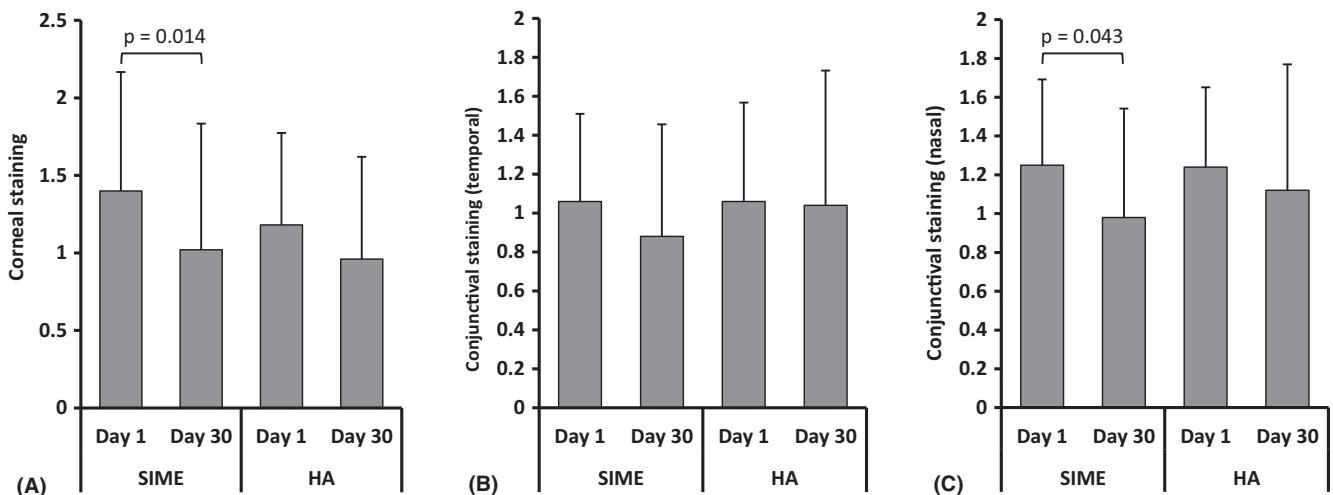 Corneal staining
2.5
2
1.5
1
0.5
0
p = 0.014
Day 1 Day 30 Day 1 Day 30
SIME HA
(A)
Conjunctival staining (temporal)
2
1.8
1.6
1.4
1.2
1
0.8
0.6
0.4
0.2
0
Day 1 Day 30 Day 1 Day 30
SIME HA
(B)
Conjunctival staining (nasal)
2
1.8
1.6
1.4
1.2
1
0.8
0.6
0.4
0.2
0
p = 0.043
Day 1 Day 30 Day 1 Day 30
SIME HA
(C)